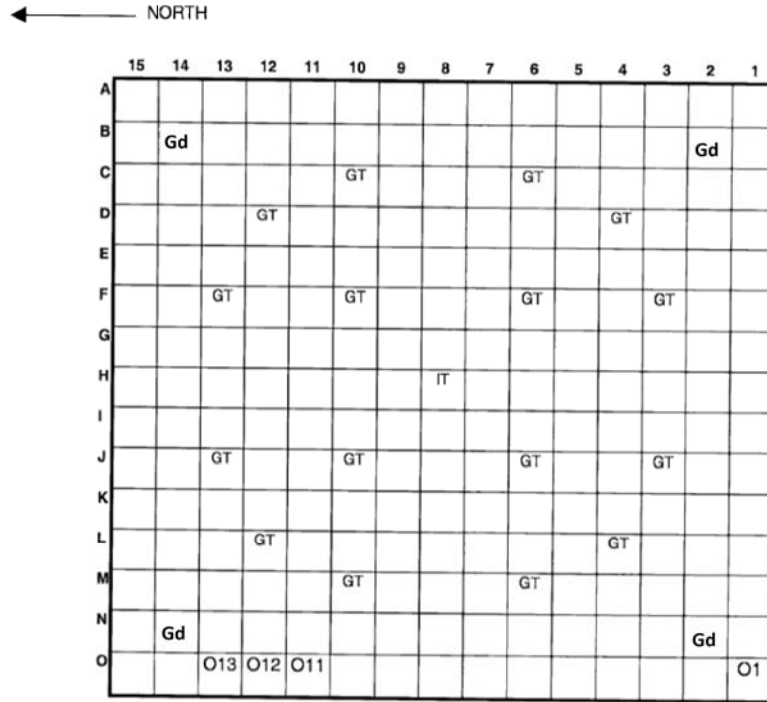 NORTH
15 14 13 12 11 10 9 8 7 6 5 4 3 2 1
A
B Gd Gd
C GT GT
D GT GT
E
F GT GT GT GT
G
H IT
I
J GT GT GT GT
K
L GT GT
M GT GT
N Gd Gd
O O13 O12 O11 O1